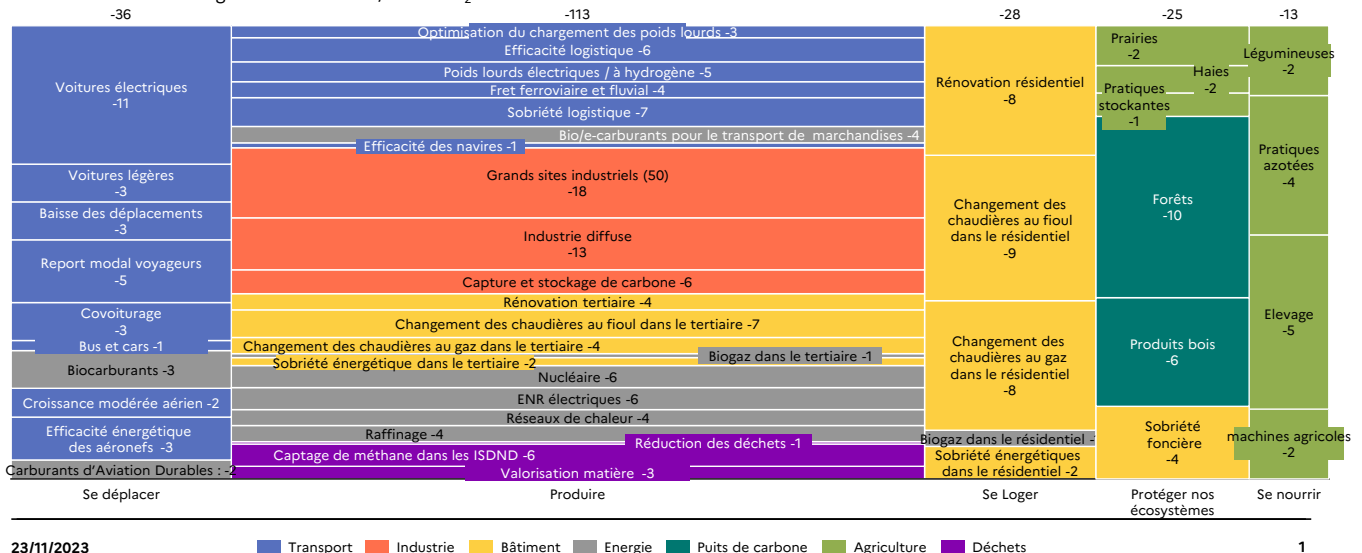 -36
-113
-28
-25
-13
Voitures électriques
-11
Voitures légères
-3
Baisse des déplacements
-3
Report modal voyageurs
-5
Covoiturage
-3
Bus et cars -1
Biocarburants -3
Croissance modérée aérien -2
Efficacité énergétique
des aéronefs -3
Carburants d'Aviation Durables : -2
Optimisation du chargement des poids lourds -3
Efficacité logistique -6
Poids lourds électriques / à hydrogène -5
Fret ferroviaire et fluvial -4
Sobriété logistique -7
Bio/e-carburants pour le transport de marchandises -4
Efficacité des navires -1
Grands sites industriels (50)
-18
Industrie diffuse
-13
Capture et stockage de carbone -6
Rénovation tertiaire -4
Changement des chaudières au fioul dans le tertiaire -7
Changement des chaudières au gaz dans le tertiaire -4
Biogaz dans le tertiaire -1
Sobriété énergétique dans le tertiaire -2
Nucléaire -6
ENR électriques -6
Réseaux de chaleur -4
Raffinage -4
Réduction des déchets -1
Captage de méthane dans les ISDND -6
Valorisation matière -3
Rénovation résidentiel
-8
Changement des
chaudières au fioul
dans le résidentiel
-9
Changement des
chaudières au gaz
dans le résidentiel
-8
Biogaz dans le résidentiel
Sobriété énergétiques
dans le résidentiel -2
Prairies
-2
Haies
-2
Pratiques
stockantes
-1
Forêts
-10
Produits bois
-6
Sobriété
foncière
-4
Légumineuses
-2
Pratiques
azotées
-4
Elevage
-5
machines agricoles
-2
Se déplacer
Produire
Se Loger
Protéger nos
écosystèmes
Se nourrir
23/11/2023
Transport
Industrie
Bâtiment
Energie
Puits de carbone
Agriculture
Déchets
1